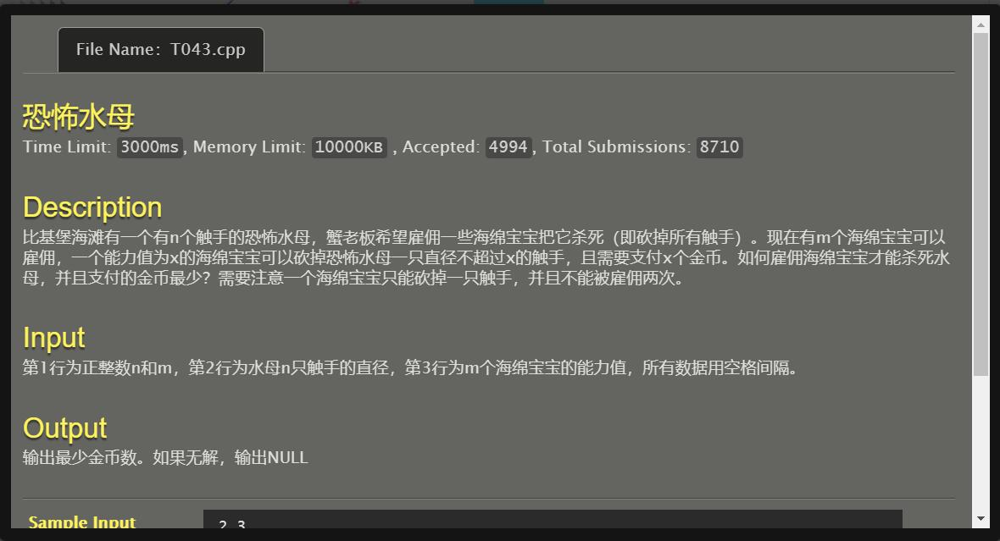 File Name：T043.cpp
恐怖水母
Time Limit: 3000ms, Memory Limit: 10000KB , Accepted: 4994, Total Submissions: 8710
Description
比基堡海滩有一个有n个触手的恐怖水母，蟹老板希望雇佣一些海绵宝宝把它杀死（即砍掉所有触手）。现在有m个海绵宝宝可以
雇佣，一个能力值为x的海绵宝宝可以砍掉恐怖水母一只直径不超过x的触手，且需要支付x个金币。如何雇佣海绵宝宝才能杀死水
母，并且支付的金币最少？需要注意一个海绵宝宝只能砍掉一只触手，并且不能被雇佣两次。
Input
第1行为正整数n和m，第2行为水母n只触手的直径，第3行为m个海绵宝宝的能力值，所有数据用空格间隔。
Output
输出最少金币数。如果无解，输出NULL
Sample Input
2 3